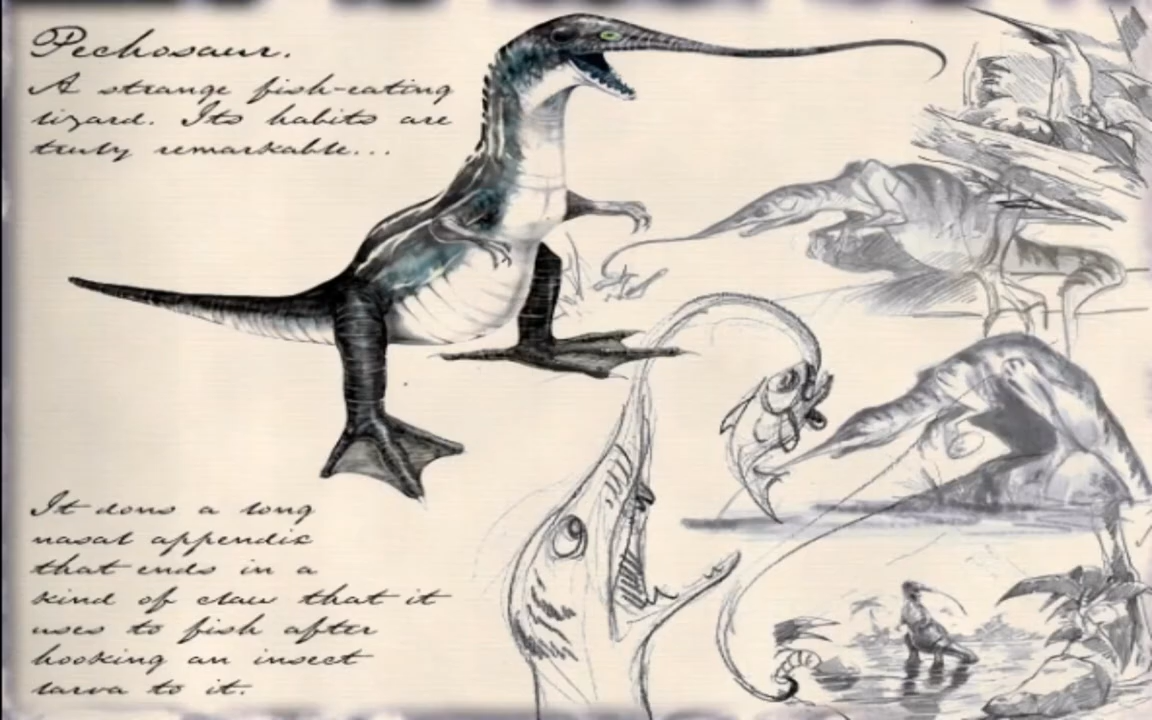 Pechosaur.
A strange fish-eating
lizard. Its habits are
truly remarkable...
It dons a long
nasal appendix
that ends in a
kind of claw that it
uses to fish after
hooking an insect
larva to it.